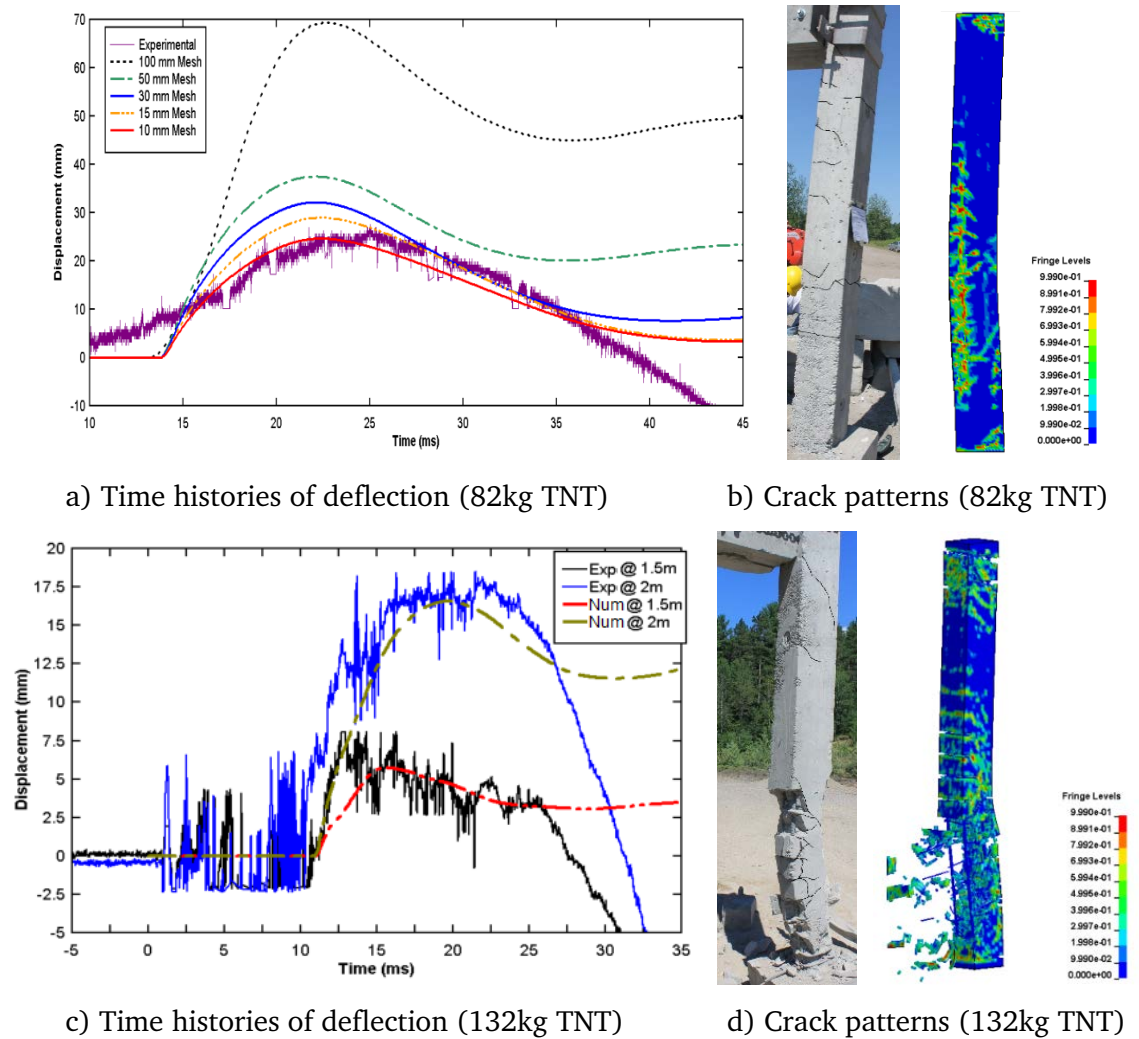 70
60
50
40
30
20
10
0
-10
Displacement (mm)
Experimental
100 mm Mesh
50 mm Mesh
30 mm Mesh
15 mm Mesh
10 mm Mesh
10 15 20 25 30 35 40 45
Time (ms)
Fringe Levels
9.990e-01
8.991e-01
7.992e-01
6.993e-01
5.994e-01
4.995e-01
3.996e-01
2.997e-01
1.998e-01
9.990e-02
0.000e+00
a) Time histories of deflection (82kg TNT)
b) Crack patterns (82kg TNT)
20
17.5
15
12.5
10
7.5
5
2.5
0
-2.5
-5
Displacement (mm)
Exp @ 1.5m
Exp @ 2m
Num @ 1.5m
Num @ 2m
-5 0 5 10 15 20 25 30 35
Time (ms)
Fringe Levels
9.990e-01
8.991e-01
7.992e-01
6.993e-01
5.994e-01
4.995e-01
3.996e-01
2.997e-01
1.998e-01
9.990e-02
0.000e+00
c) Time histories of deflection (132kg TNT)
d) Crack patterns (132kg TNT)